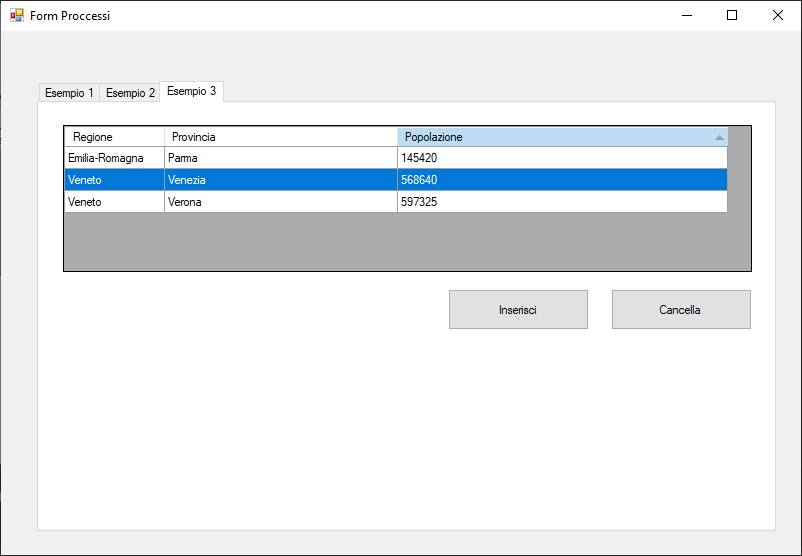 Form Proccessi
Esempio 1 Esempio 2 Esempio 3
Regione Provincia Popolazione
Emilia-Romagna Parma 145420
Veneto Venezia 568640
Veneto Verona 597325
Inserisci Cancella